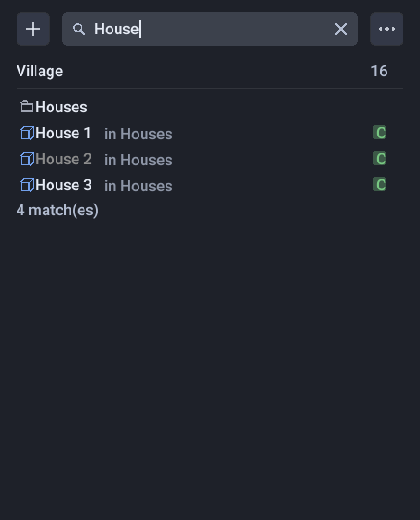 House
Village 16
Houses
House 1 in Houses C
House 2 in Houses C
House 3 in Houses C
4 match(es)